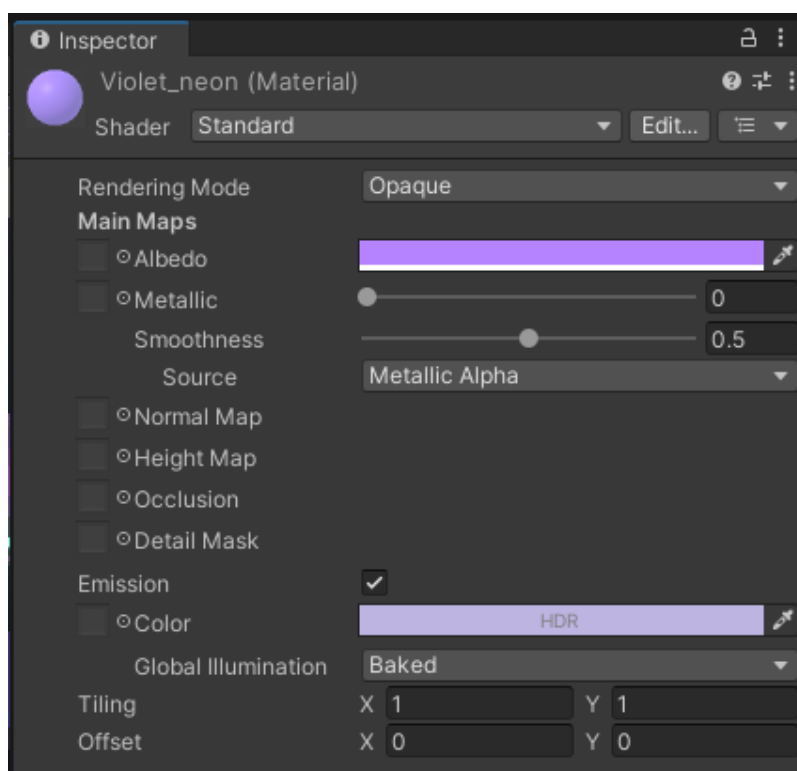 Inspector
Violet_neon (Material)
Shader Standard Edit...
Rendering Mode Opaque
Main Maps
Albedo
Metallic 0
Smoothness 0.5
Source Metallic Alpha
Normal Map
Height Map
Occlusion
Detail Mask
Emission
Color HDR
Global Illumination Baked
Tiling X 1 Y 1
Offset X 0 Y 0